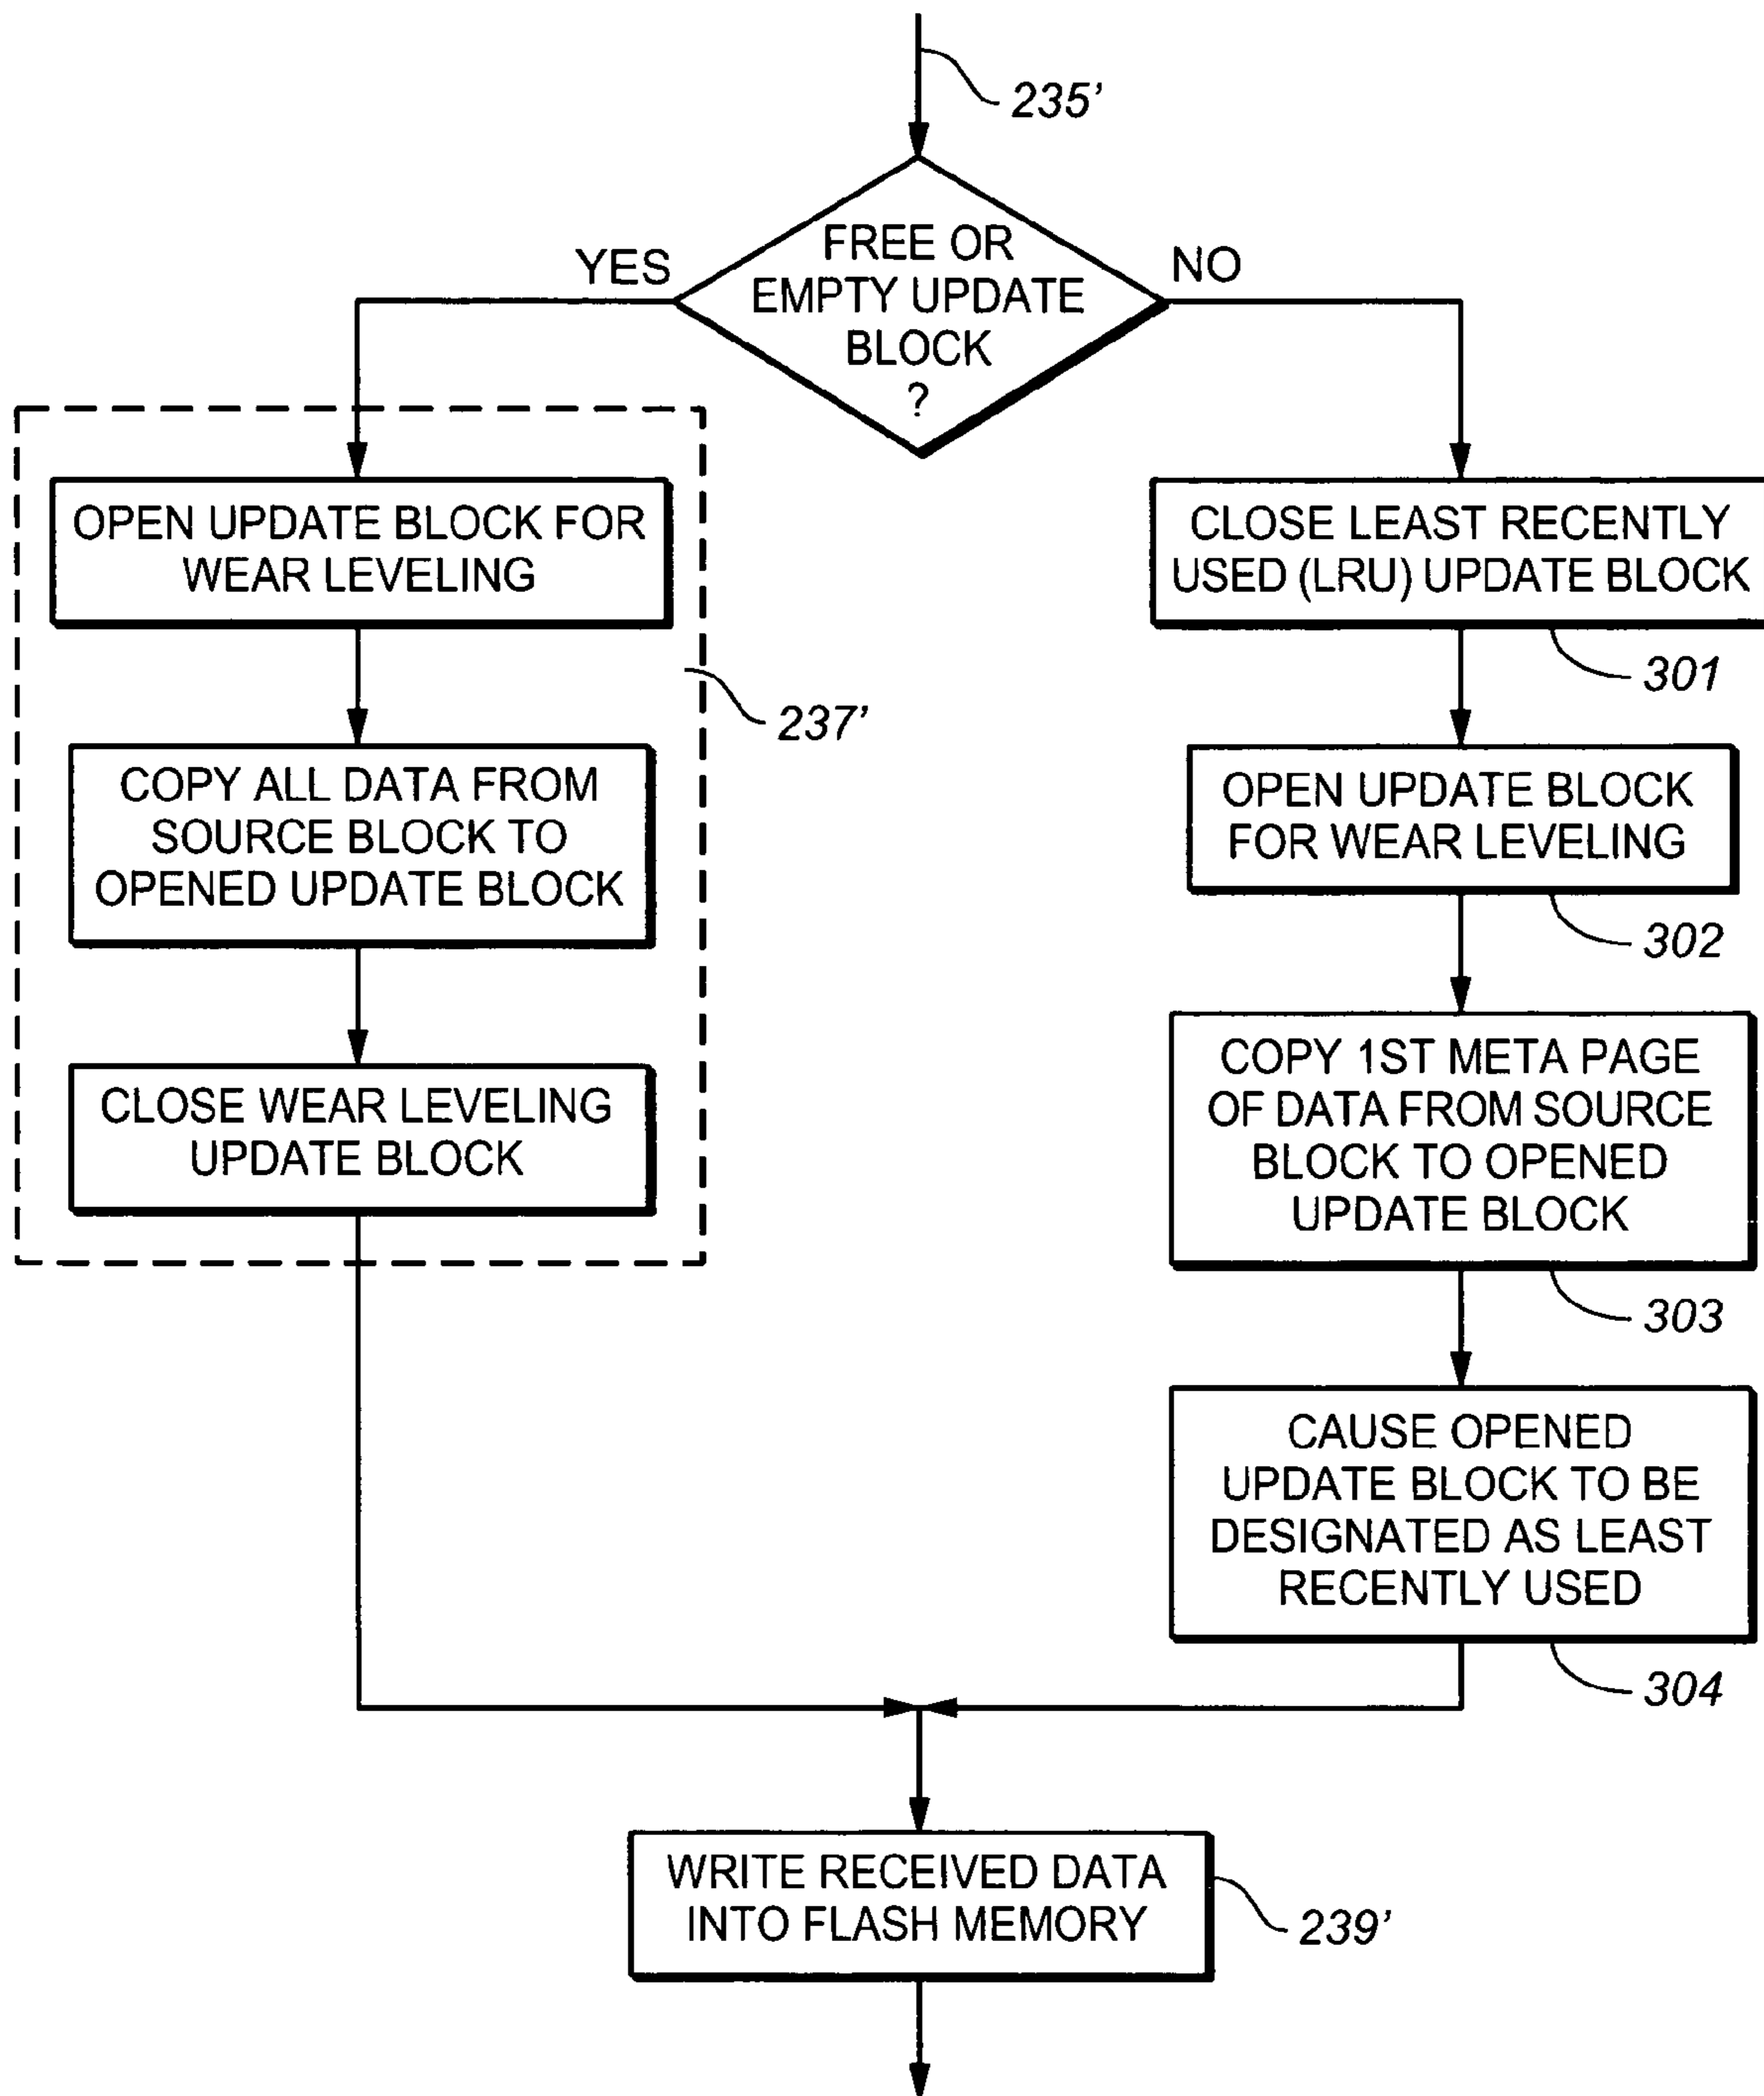 235'
FREE OR
EMPTY UPDATE
BLOCK
?
YES
NO
OPEN UPDATE BLOCK FOR
WEAR LEVELING
237'
COPY ALL DATA FROM
SOURCE BLOCK TO
OPENED UPDATE BLOCK
CLOSE WEAR LEVELING
UPDATE BLOCK
CLOSE LEAST RECENTLY
USED (LRU) UPDATE BLOCK
301
OPEN UPDATE BLOCK
FOR WEAR LEVELING
302
COPY 1ST META PAGE
OF DATA FROM SOURCE
BLOCK TO OPENED
UPDATE BLOCK
303
CAUSE OPENED
UPDATE BLOCK TO BE
DESIGNATED AS LEAST
RECENTLY USED
304
WRITE RECEIVED DATA
INTO FLASH MEMORY
239'